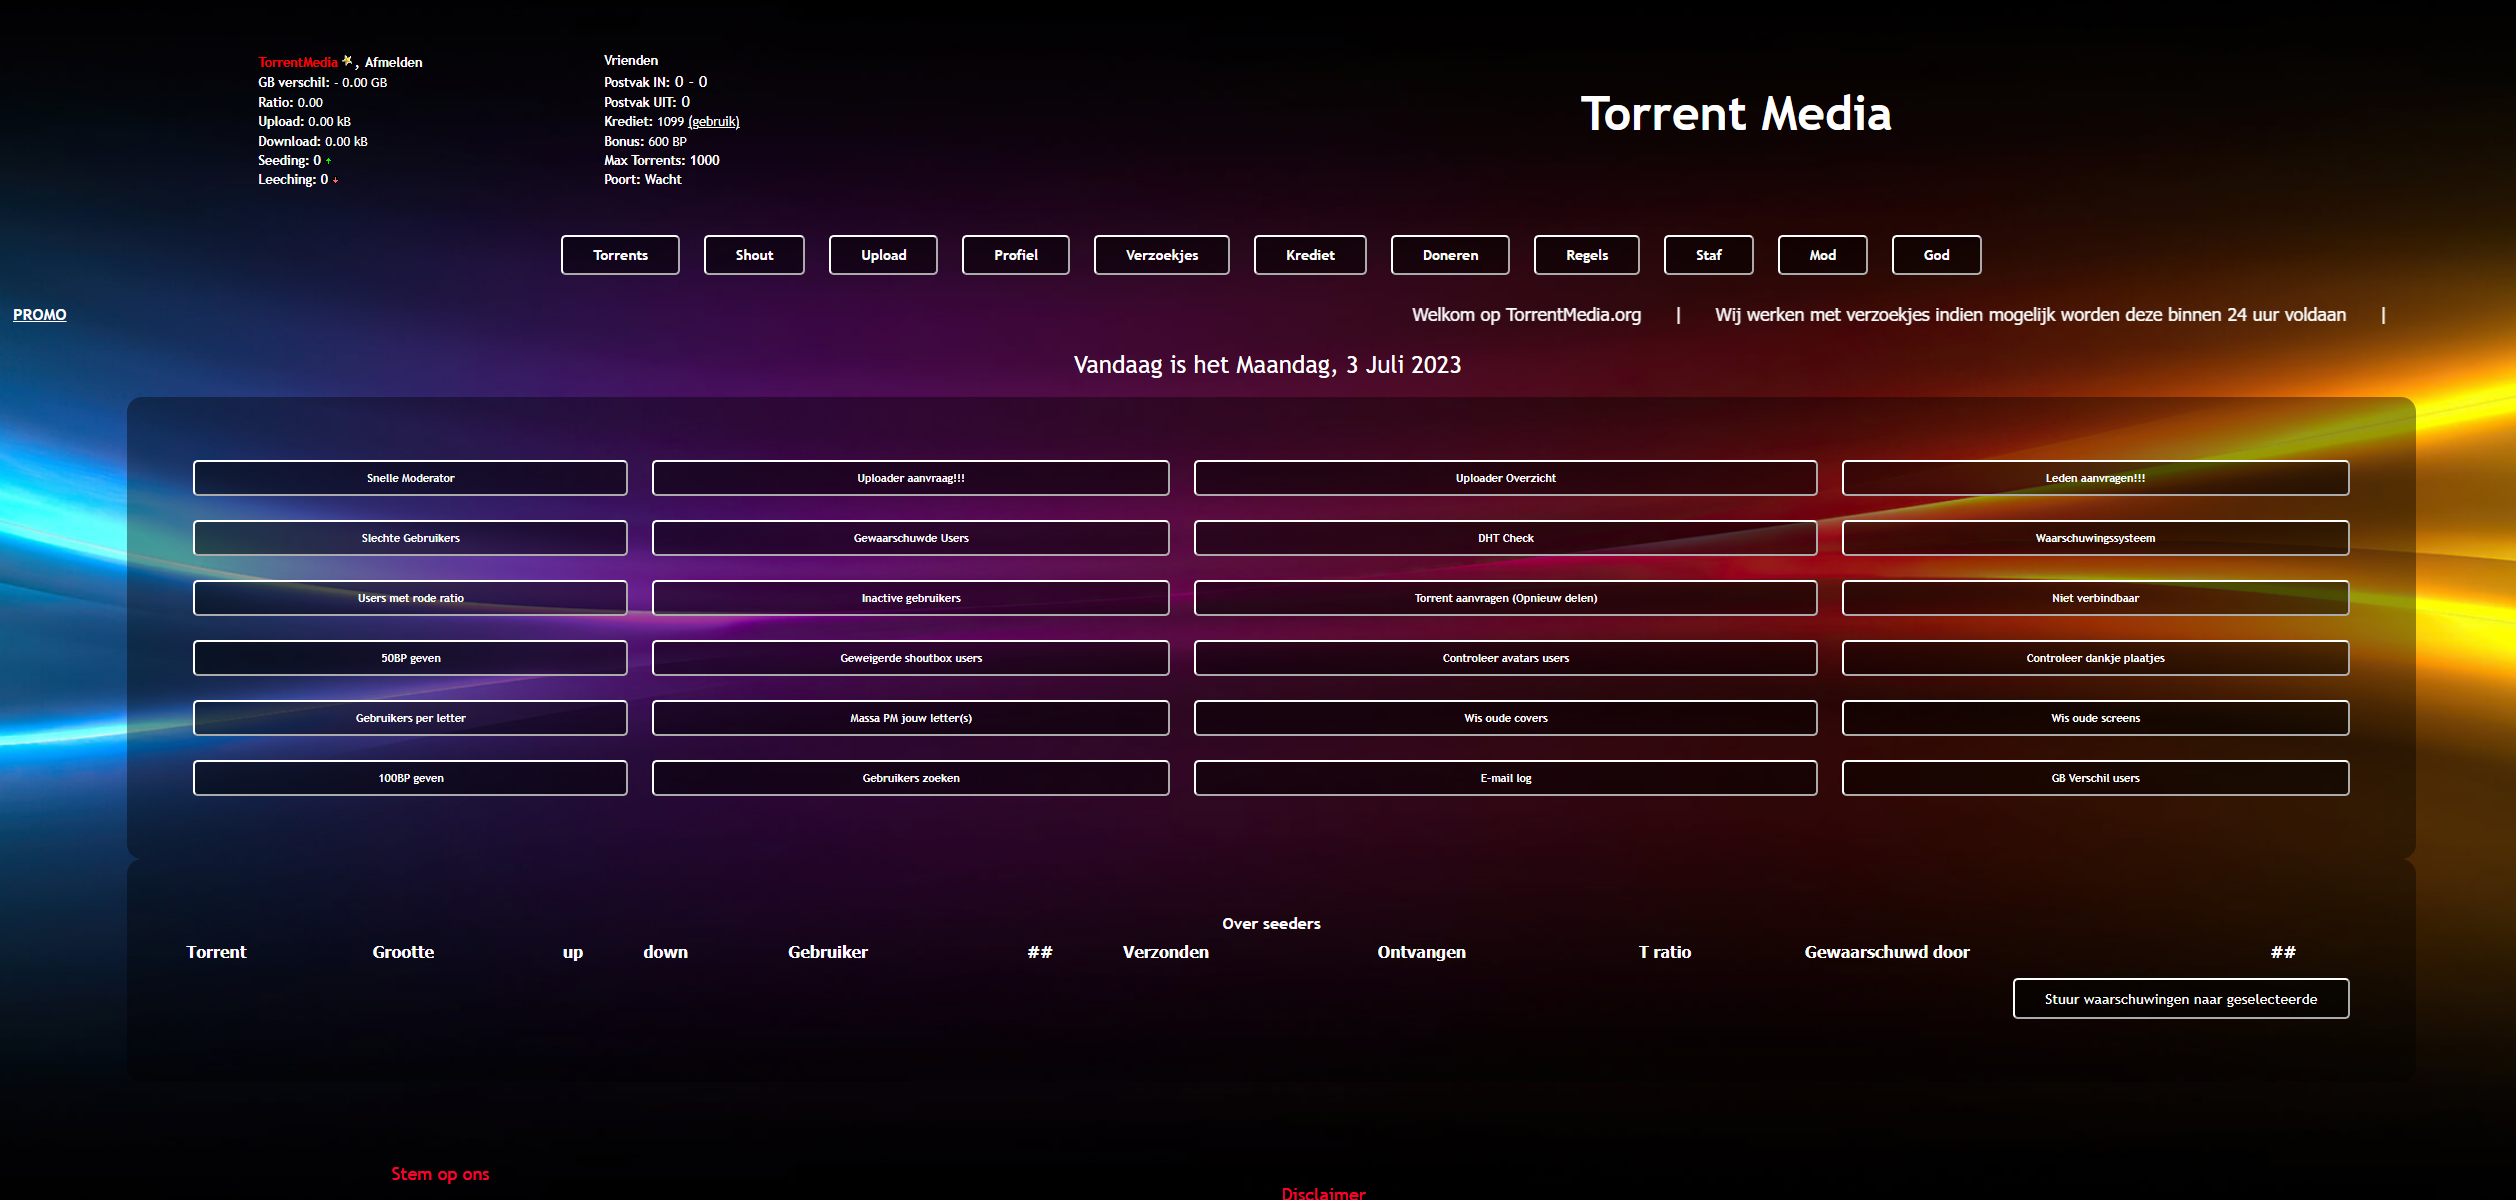 TorrentMedia , Afmelden
GB verschil: - 0.00 GB
Ratio: 0.00
Upload: 0.00 kB
Download: 0.00 kB
Seeding: 0
Leeching: 0
Vrienden
Postvak IN: 0 - 0
Postvak UIT: 0
Krediet: 1099 (gebruik)
Bonus: 600 BP
Max Torrents: 1000
Poort: Wacht
Torrent Media
Torrents Shout Upload Profiel Verzoekjes Krediet Doneren Regels Staf Mod God
PROMO
Welkom op TorrentMedia.org | Wij werken met verzoekjes indien mogelijk worden deze binnen 24 uur voldaan |
Vandaag is het Maandag, 3 Juli 2023
Snelle Moderator Uploader aanvraag!!! Uploader Overzicht Leden aanvragen!!!
Slechte Gebruikers Gewaarschuwde Users DHT Check Waarschuwingssysteem
Users met rode ratio Inactive gebruikers Torrent aanvragen (Opnieuw delen) Niet verbindbaar
50BP geven Geweigerde shoutbox users Controleer avatars users Controleer dankje plaatjes
Gebruikers per letter Massa PM jouw letter(s) Wis oude covers Wis oude screens
100BP geven Gebruikers zoeken E-mail log GB Verschil users
Over seeders
Torrent Grootte up down Gebruiker ## Verzonden Ontvangen T ratio Gewaarschuwd door ##
Stuur waarschuwingen naar geselecteerde
Stem op ons
Disclaimer